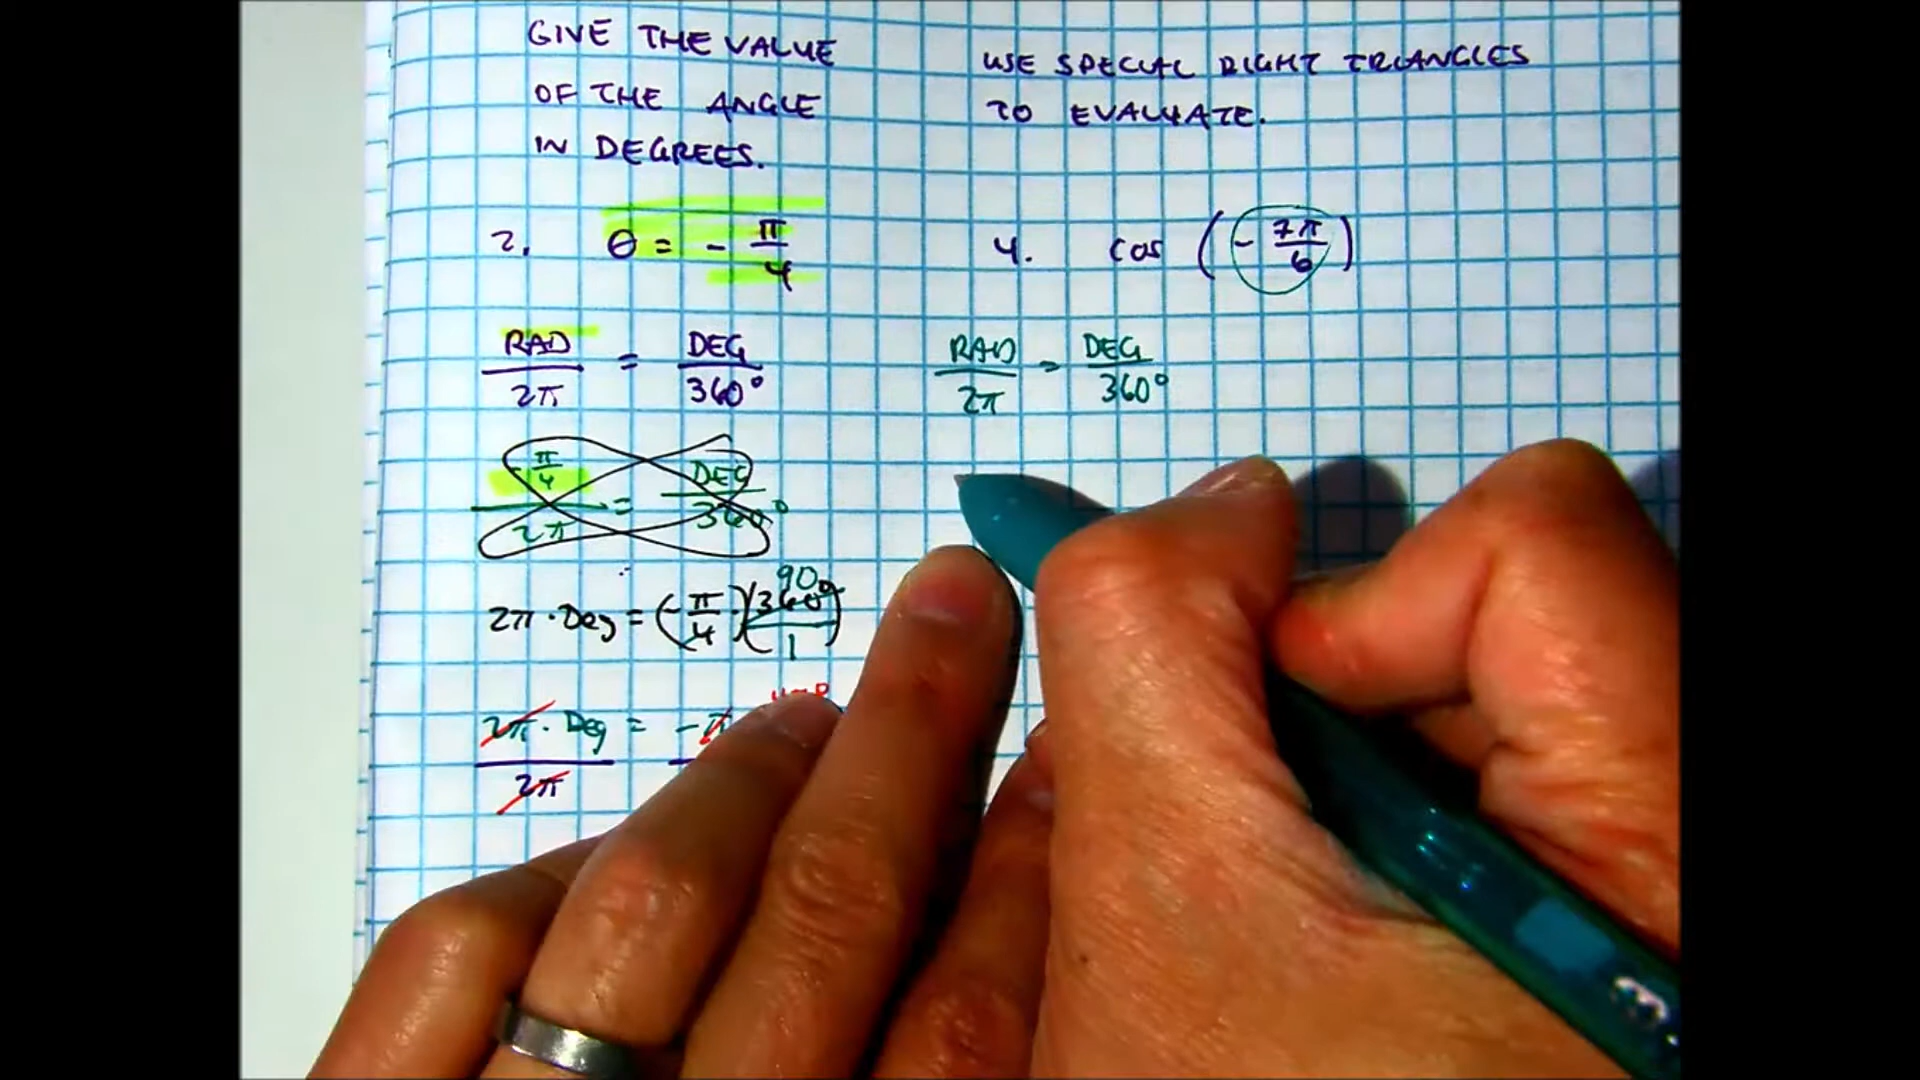 GIVE THE VALUE
OF THE ANGLE
IN DEGREES.
2. θ = - π/4
RAD/2π = DEG/360°
-π/4/2π = DEG/360°
90
2π · Deg = (-π/4)(360°/1)
2π · Deg = -π
2π
USE SPECIAL RIGHT TRIANGLES
TO EVALUATE.
4. cos (- 7π/6)
RAD/2π = DEG/360°